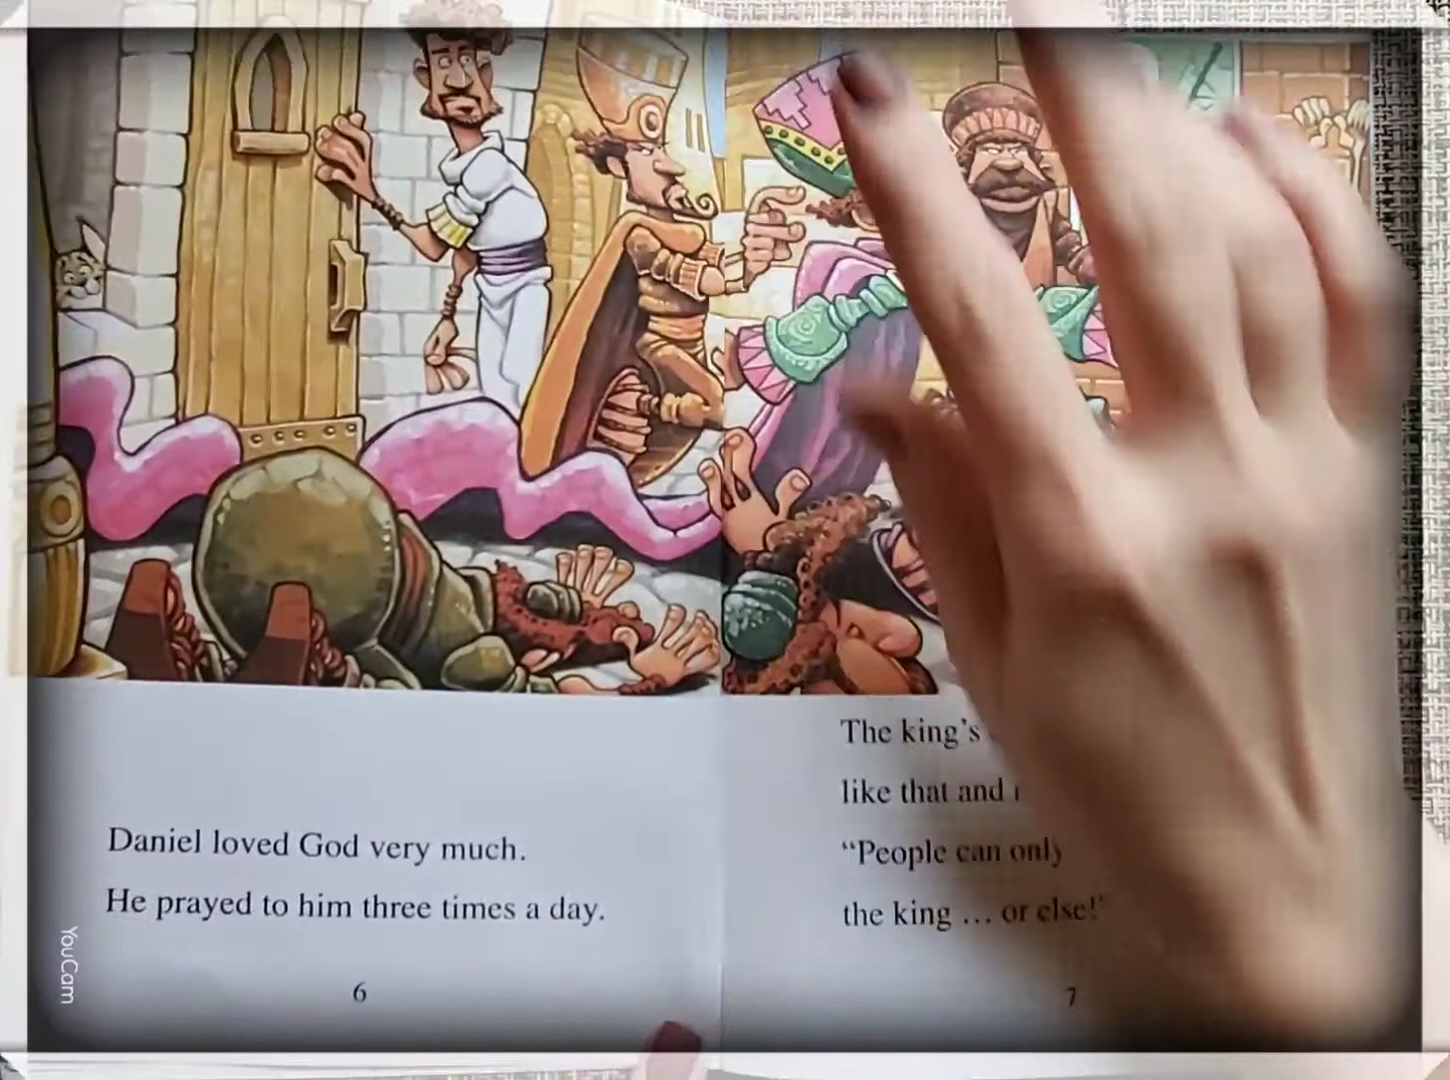 Daniel loved God very much.
He prayed to him three times a day.
6
The king's
like that and
"People can only
the king … or else!"
7
YouCam